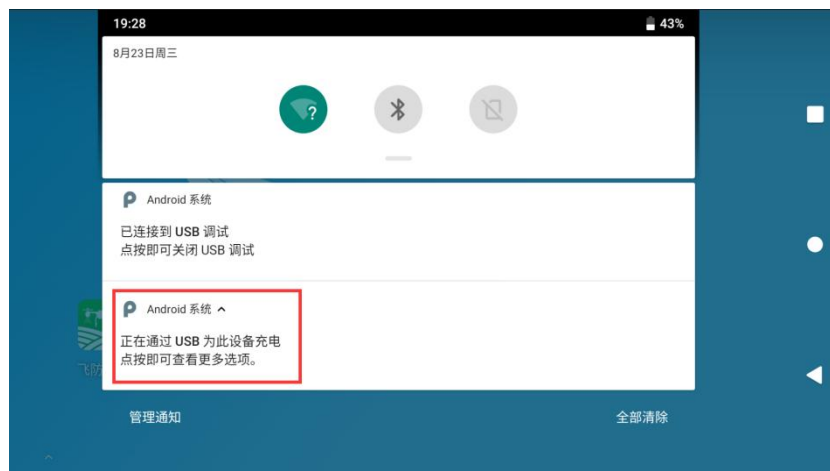 19:28
43%
8月23日周三
?
Android 系统
已连接到 USB 调试
点按即可关闭 USB 调试
Android 系统
正在通过 USB 为此设备充电
点按即可查看更多选项。
飞防
管理通知
全部清除